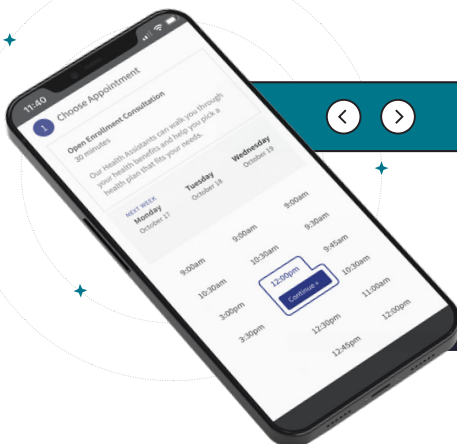 11:40
1 Choose Appointment
Open Enrollment Consultation
30 minutes
Our Health Assistants can walk you through
your health benefits and help you pick a
health plan that fits your needs.
NEXT WEEK
Monday
October 17
Tuesday
October 18
Wednesday
October 19
9:00am
10:30am
3:00pm
3:30pm
9:00am
10:30am
12:00pm
Continue »
12:30pm
12:45pm
9:00am
9:30am
9:45am
10:30am
11:00am
12:00pm